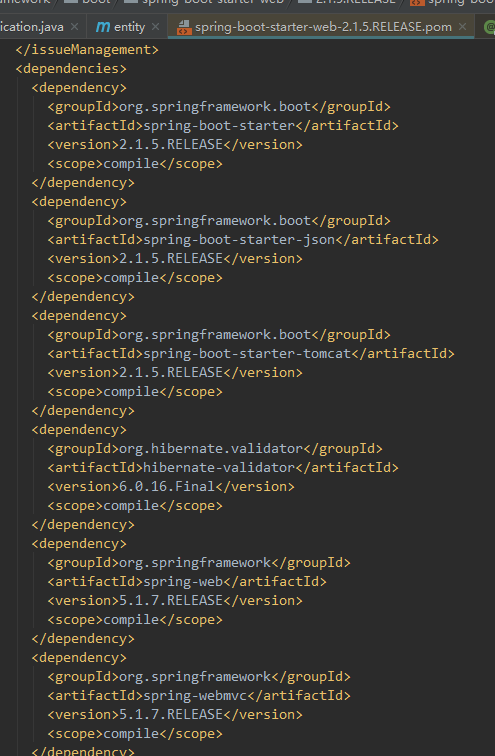 boot
spring-boot-starter-web
2.1.5.RELEASE
ication.java × m entity × spring-boot-starter-web-2.1.5.RELEASE.pom ×
</issueManagement>
<dependencies>
<dependency>
<groupId>org.springframework.boot</groupId>
<artifactId>spring-boot-starter</artifactId>
<version>2.1.5.RELEASE</version>
<scope>compile</scope>
</dependency>
<dependency>
<groupId>org.springframework.boot</groupId>
<artifactId>spring-boot-starter-json</artifactId>
<version>2.1.5.RELEASE</version>
<scope>compile</scope>
</dependency>
<dependency>
<groupId>org.springframework.boot</groupId>
<artifactId>spring-boot-starter-tomcat</artifactId>
<version>2.1.5.RELEASE</version>
<scope>compile</scope>
</dependency>
<dependency>
<groupId>org.hibernate.validator</groupId>
<artifactId>hibernate-validator</artifactId>
<version>6.0.16.Final</version>
<scope>compile</scope>
</dependency>
<dependency>
<groupId>org.springframework</groupId>
<artifactId>spring-web</artifactId>
<version>5.1.7.RELEASE</version>
<scope>compile</scope>
</dependency>
<dependency>
<groupId>org.springframework</groupId>
<artifactId>spring-webmvc</artifactId>
<version>5.1.7.RELEASE</version>
<scope>compile</scope>
</dependency>